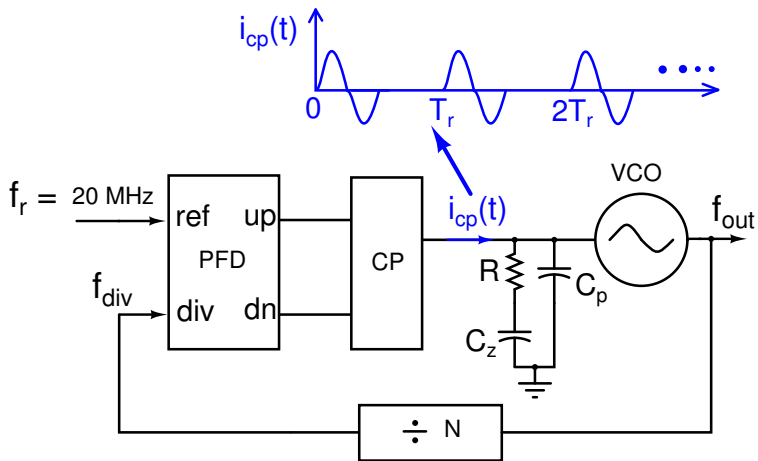 i_cp(t)
0 T_r 2T_r
VCO
f_r = 20 MHz
ref up
i_cp(t)
f_out
PFD
CP
f_div
R
C_p
div dn
C_z
÷ N